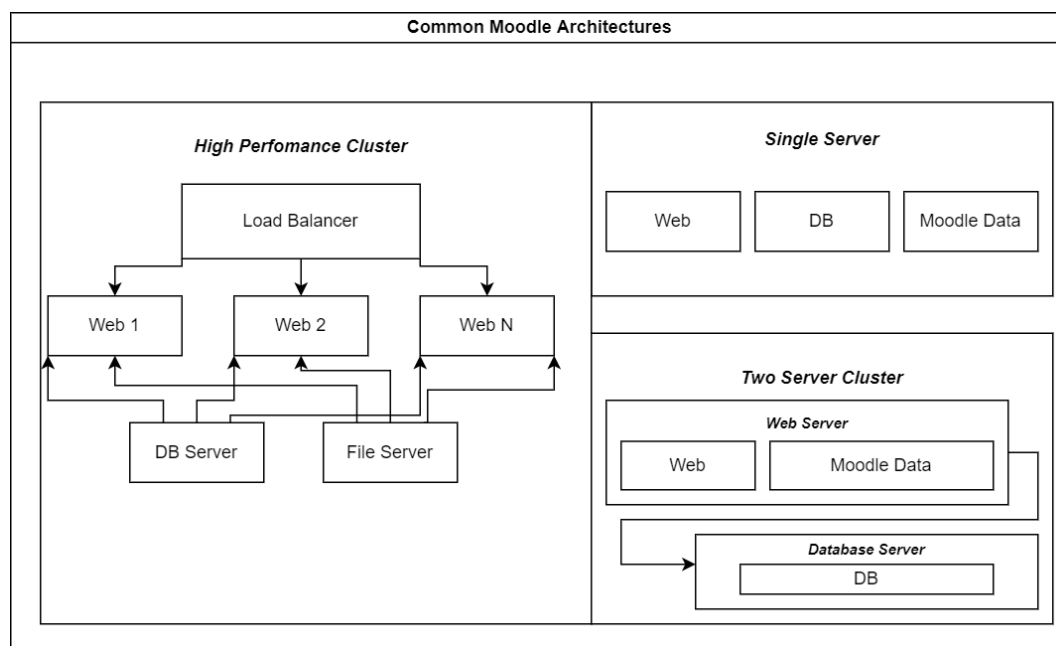 Common Moodle Architectures
High Perfomance Cluster
Load Balancer
Web 1
Web 2
Web N
DB Server
File Server
Single Server
Web
DB
Moodle Data
Two Server Cluster
Web Server
Web
Moodle Data
Database Server
DB